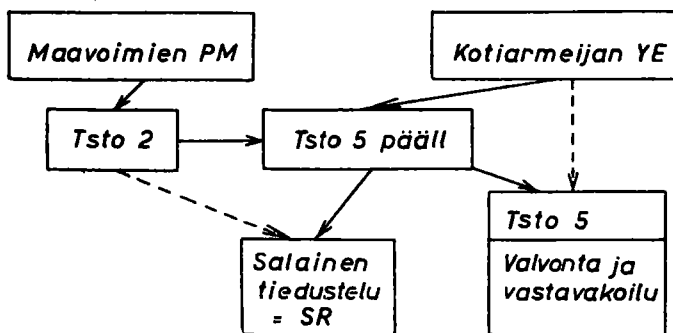 Maavoimien PM
Kotiarmeijan YE
Tsto 2
Tsto 5 pääll
Tsto 5
Salainen
tiedustelu
= SR
Valvonta ja
vastavakoilu